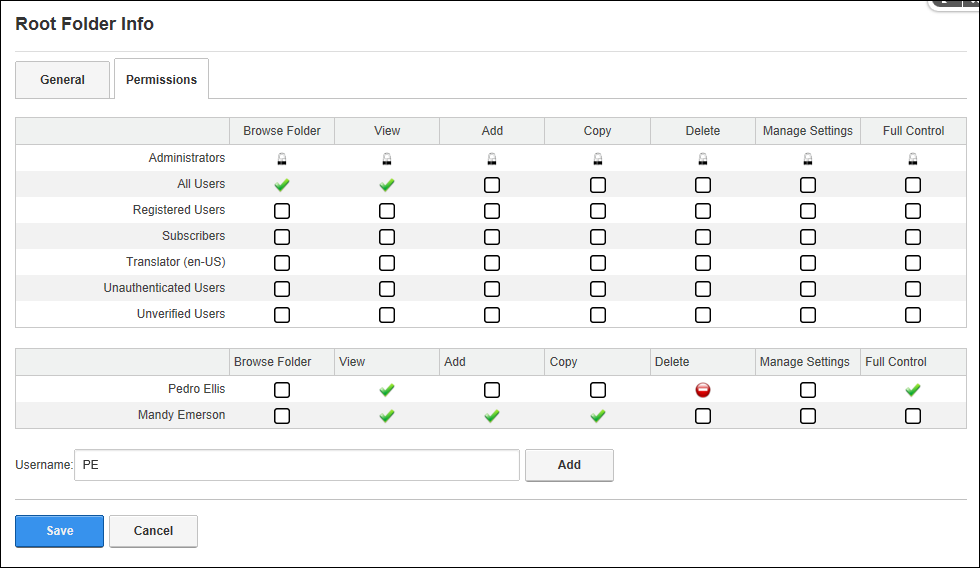 Root Folder Info
General Permissions
Browse Folder View Add Copy Delete Manage Settings Full Control
Administrators
All Users
Registered Users
Subscribers
Translator (en-US)
Unauthenticated Users
Unverified Users
Browse Folder View Add Copy Delete Manage Settings Full Control
Pedro Ellis
Mandy Emerson
Username: PE Add
Save Cancel